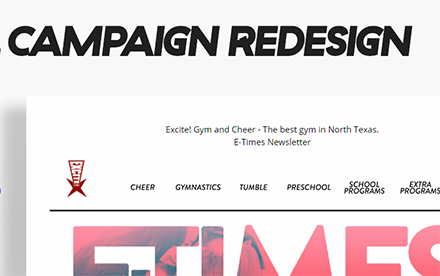 CAMPAIGN REDESIGN
Excite! Gym and Cheer - The best gym in North Texas.
E-Times Newsletter
CHEER GYMNASTICS TUMBLE PRESCHOOL SCHOOL PROGRAMS EXTRA PROGRAMS
E-TIMES